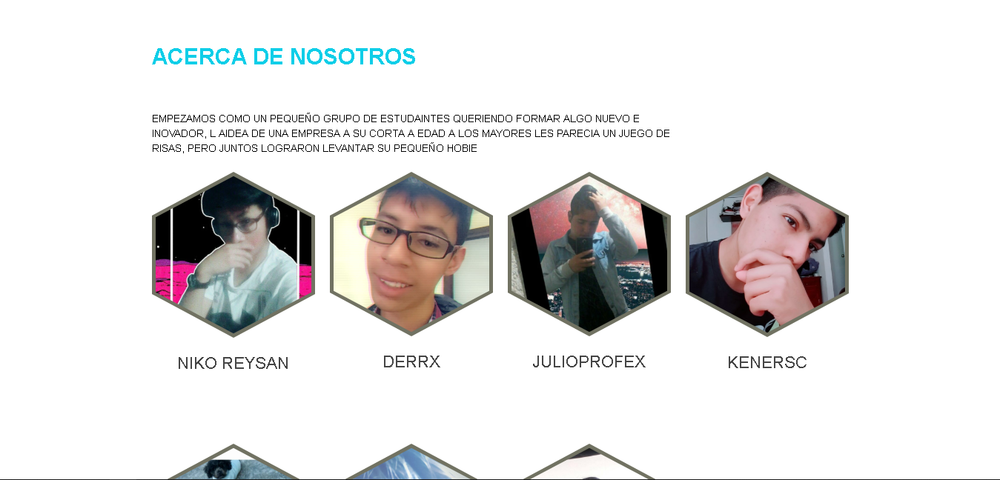 ACERCA DE NOSOTROS
EMPEZAMOS COMO UN PEQUEÑO GRUPO DE ESTUDAINTES QUERIENDO FORMAR ALGO NUEVO E
INOVADOR, L AIDEA DE UNA EMPRESA A SU CORTA A EDAD A LOS MAYORES LES PARECIA UN JUEGO DE
RISAS, PERO JUNTOS LOGRARON LEVANTAR SU PEQUEÑO HOBIE
NIKO REYSAN
DERRX
JULIOPROFEX
KENERSC